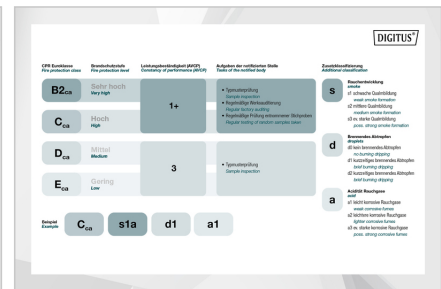 DIGITUS®
CPR Euroklasse
Fire protection class
Brandschutzstufe
Fire protection level
Leistungsbeständigkeit (AVCP)
Constancy of performance (AVCP)
Aufgaben der notifizierten Stelle
Tasks of the notified body
Zusatzklassifizierung
Additional classification
B2ca
Sehr hoch
Very high
1+
• Typmusterprüfung
Sample inspection
• Regelmäßige Werksauditierung
Regular factory auditing
• Regelmäßige Prüfung entnommener Stichproben
Regular testing of random samples taken
Cca
Hoch
High
Dca
Mittel
Medium
3
• Typmusterprüfung
Sample inspection
Eca
Gering
Low
s
Rauchentwicklung
smoke
s1 schwache Qualmbildung
weak smoke formation
s2 mittlere Qualmbildung
medium smoke formation
s3 ev. starke Qualmbildung
poss. strong smoke formation
d
Brennendes Abtropfen
droplets
d0 kein brennendes Abtropfen
no burning dripping
d1 kurzzeitiges brennendes Abtropfen
brief burning dripping
d2 kurzzeitiges brennendes Abtropfen
brief burning dripping
a
Acidität Rauchgase
acid
a1 leicht korrosive Rauchgase
weak corrosive fumes
a2 leichtere korrosive Rauchgase
lighter corrosive fumes
a3 ev. starke korrosive Rauchgase
poss. strong corrosive fumes
Beispiel
Example
Cca
s1a
d1
a1